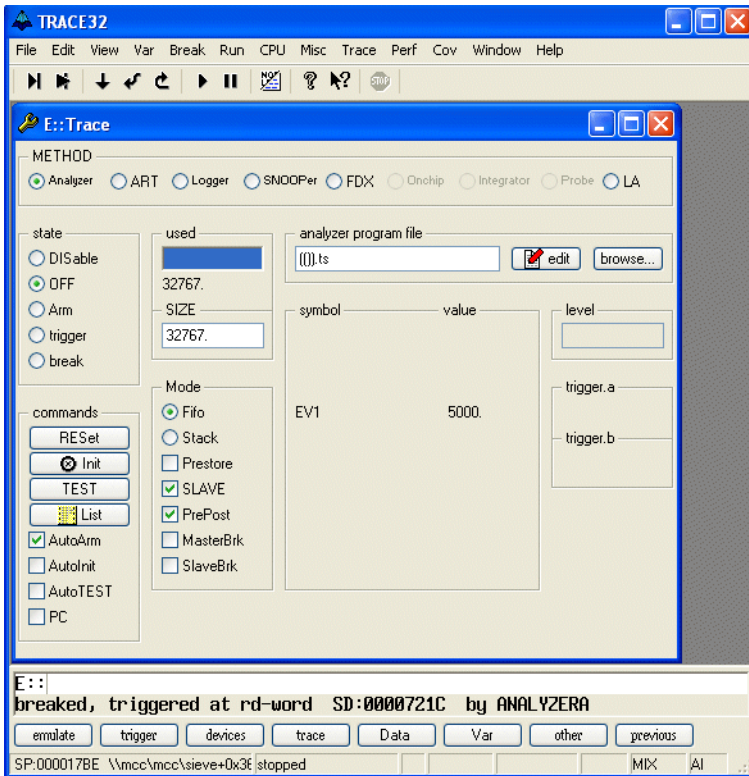 TRACE32
File Edit View Var Break Run CPU Misc Trace Perf Cov Window Help
STOP
E::Trace
METHOD
Analyzer ART Logger SNOOPer FDX Onchip Integrator Probe LA
state
DISable
OFF
Arm
trigger
break
used
32767.
SIZE
32767.
analyzer program file
(()).ts edit browse...
symbol value
EV1 5000.
level
trigger.a
trigger.b
commands
RESet
Init
TEST
List
AutoArm
AutoInit
AutoTEST
PC
Mode
Fifo
Stack
Prestore
SLAVE
PrePost
MasterBrk
SlaveBrk
E::
breaked, triggered at rd-word SD:0000721C by ANALYZERA
emulate trigger devices trace Data Var other previous
SP:000017BE \\mcc\mcc\sieve+0x36 stopped MIX AI